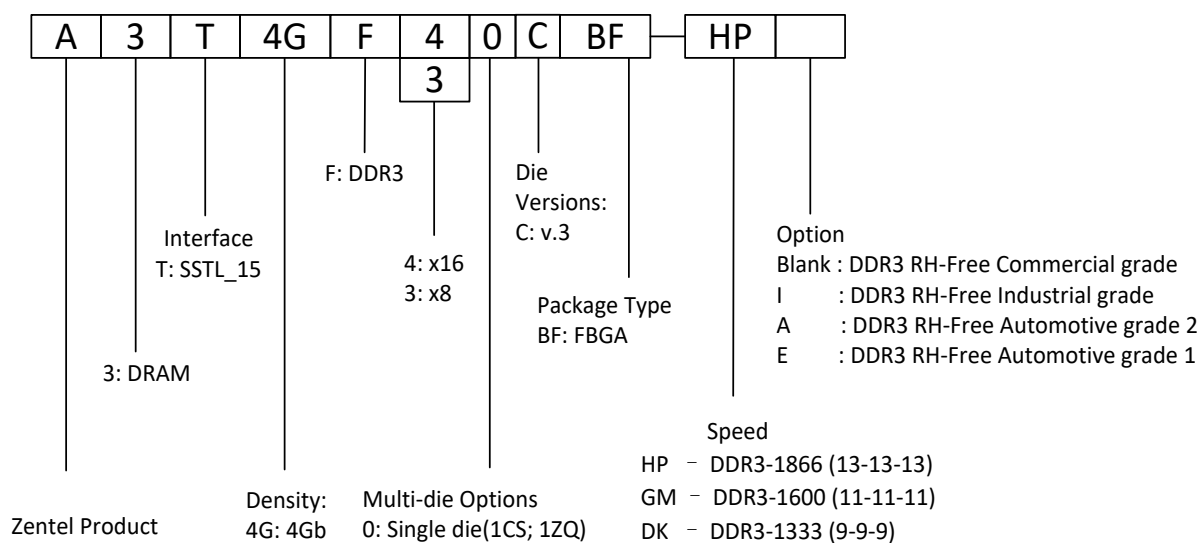 A 3 T 4G F 4 0 C BF HP
3
F: DDR3
Die
Versions:
C: v.3
Interface
T: SSTL_15
4: x16
3: x8
Option
Blank : DDR3 RH-Free Commercial grade
I : DDR3 RH-Free Industrial grade
A : DDR3 RH-Free Automotive grade 2
E : DDR3 RH-Free Automotive grade 1
Package Type
BF: FBGA
3: DRAM
Speed
HP – DDR3-1866 (13-13-13)
GM – DDR3-1600 (11-11-11)
DK – DDR3-1333 (9-9-9)
Zentel Product
Density:
4G: 4Gb
Multi-die Options
0: Single die(1CS; 1ZQ)